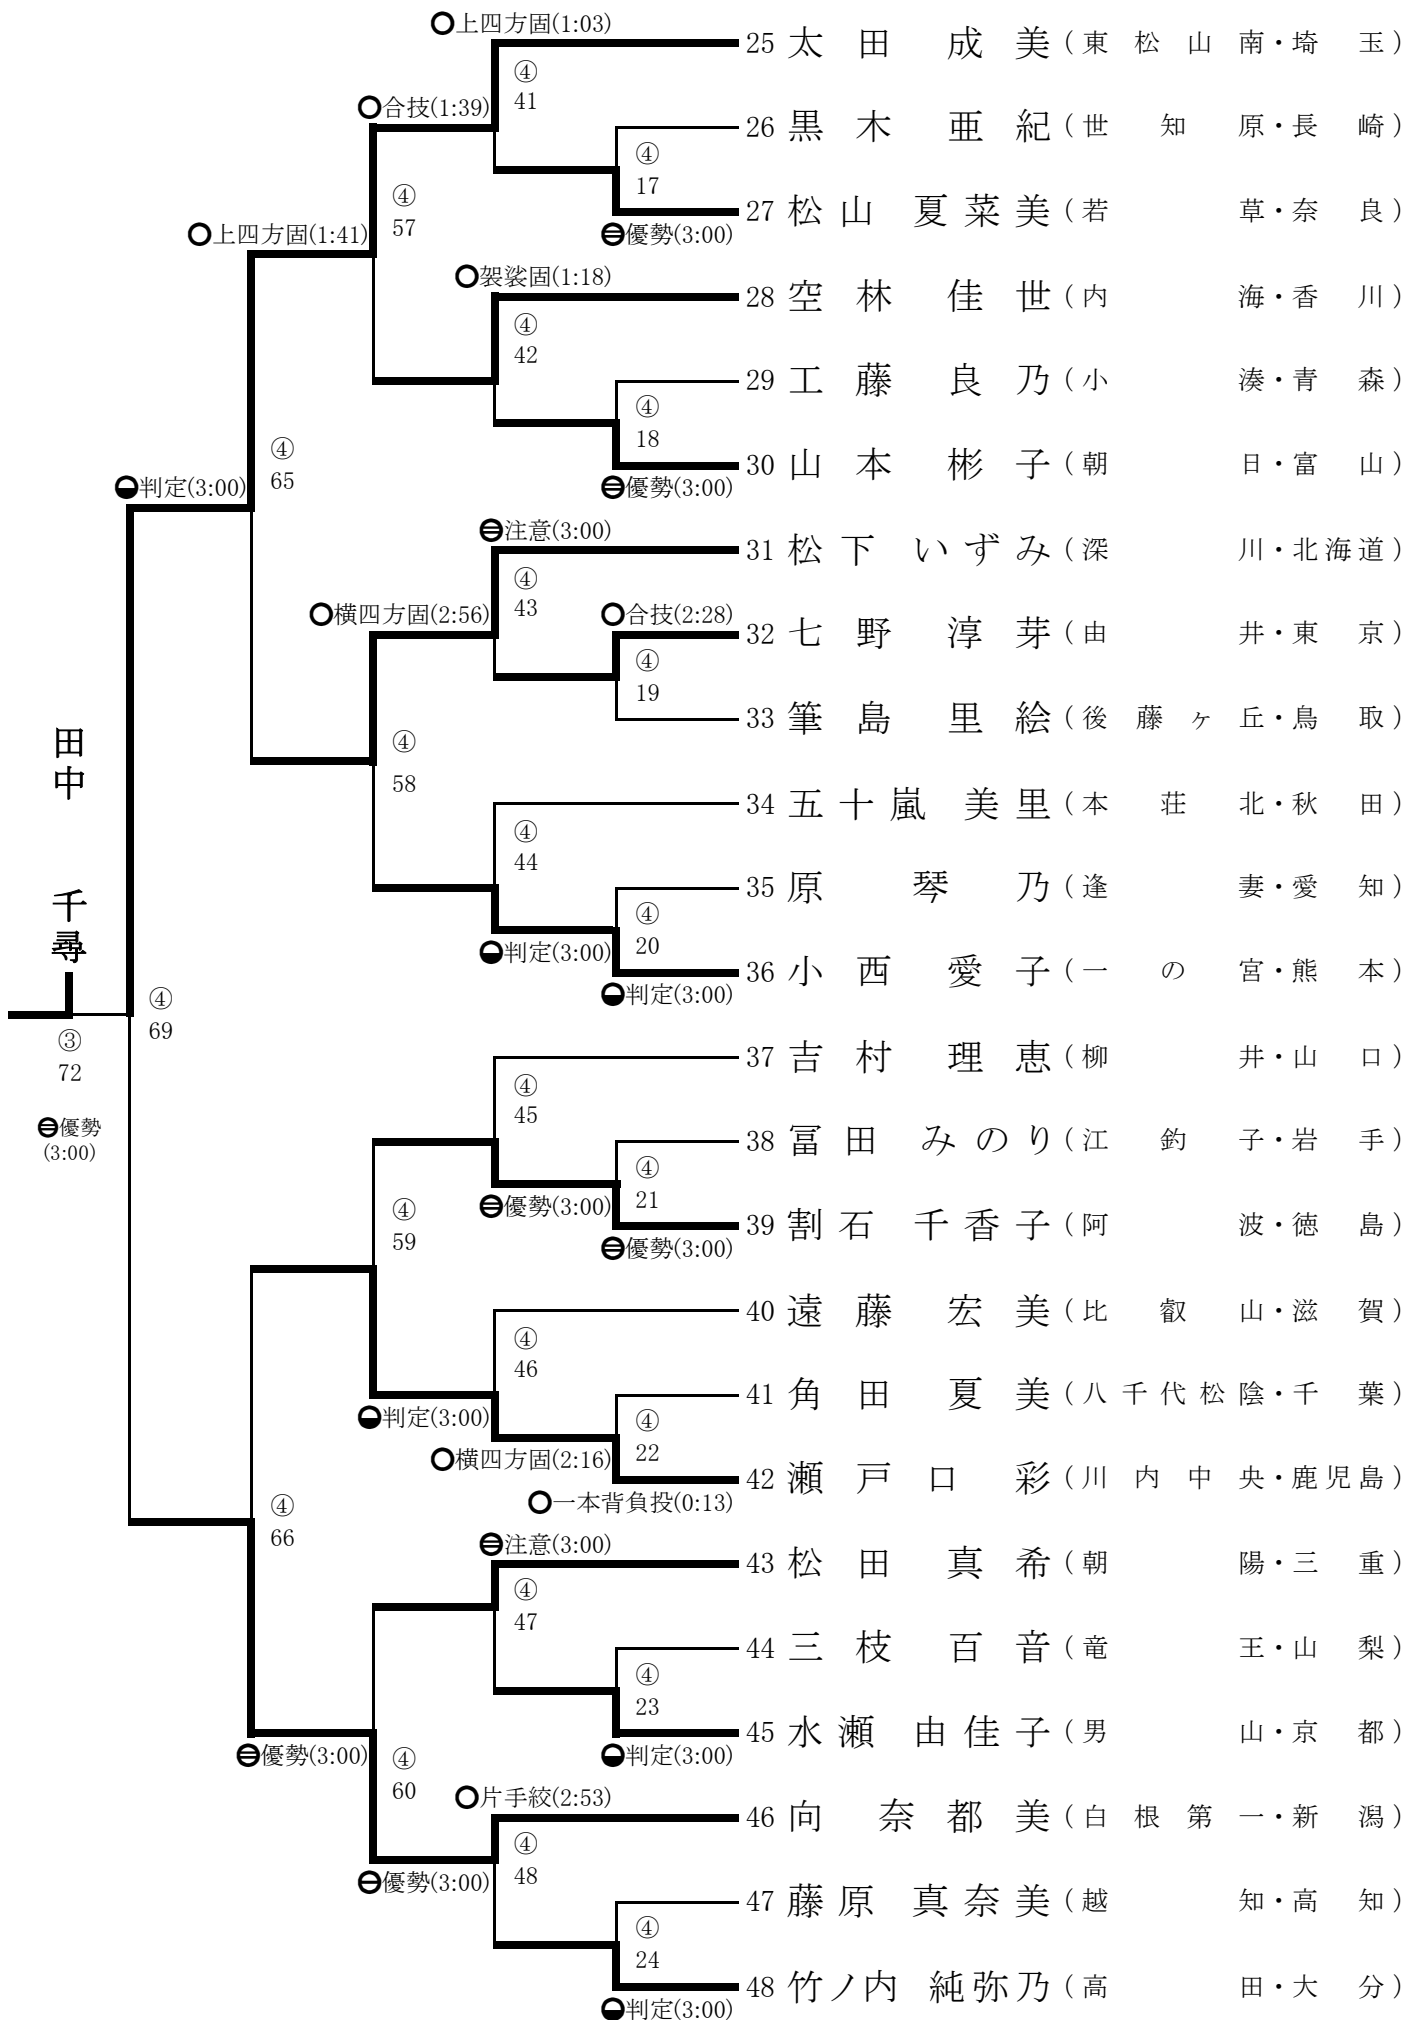 ○上四方固(1:03)
25 太田 成美 (東松山南・埼玉)
④
41
○合技(1:39)
26 黒木 亜紀 (世知原・長崎)
④
17
④
57
27 松山 夏菜美 (若草・奈良)
○上四方固(1:41)
優勢(3:00)
○袈裟固(1:18)
28 空林 佳世 (内海・香川)
④
42
29 工藤 良乃 (小湊・青森)
④
18
④
65
30 山本 彬子 (朝日・富山)
判定(3:00)
優勢(3:00)
注意(3:00)
31 松下 いずみ (深川・北海道)
④
43
○横四方固(2:56)
○合技(2:28)
32 七野 淳芽 (由井・東京)
④
19
33 筆島 里絵 (後藤ヶ丘・鳥取)
④
58
34 五十嵐 美里 (本荘北・秋田)
④
44
35 原 琴乃 (逢妻・愛知)
④
20
判定(3:00)
36 小西 愛子 (一の宮・熊本)
判定(3:00)
田中 千尋
④
69
③
72
優勢
(3:00)
37 吉村 理恵 (柳井・山口)
④
45
38 冨田 みのり (江釣子・岩手)
④
21
優勢(3:00)
④
59
39 割石 千香子 (阿波・徳島)
優勢(3:00)
40 遠藤 宏美 (比叡山・滋賀)
④
46
41 角田 夏美 (八千代松陰・千葉)
判定(3:00)
④
22
○横四方固(2:16)
42 瀬戸口 彩 (川内中央・鹿児島)
○一本背負投(0:13)
④
66
注意(3:00)
43 松田 真希 (朝陽・三重)
④
47
44 三枝 百音 (竜王・山梨)
④
23
45 水瀬 由佳子 (男山・京都)
優勢(3:00)
判定(3:00)
④
60
○片手絞(2:53)
46 向 奈都美 (白根第一・新潟)
④
48
優勢(3:00)
47 藤原 真奈美 (越知・高知)
④
24
48 竹ノ内 純弥乃 (高田・大分)
判定(3:00)